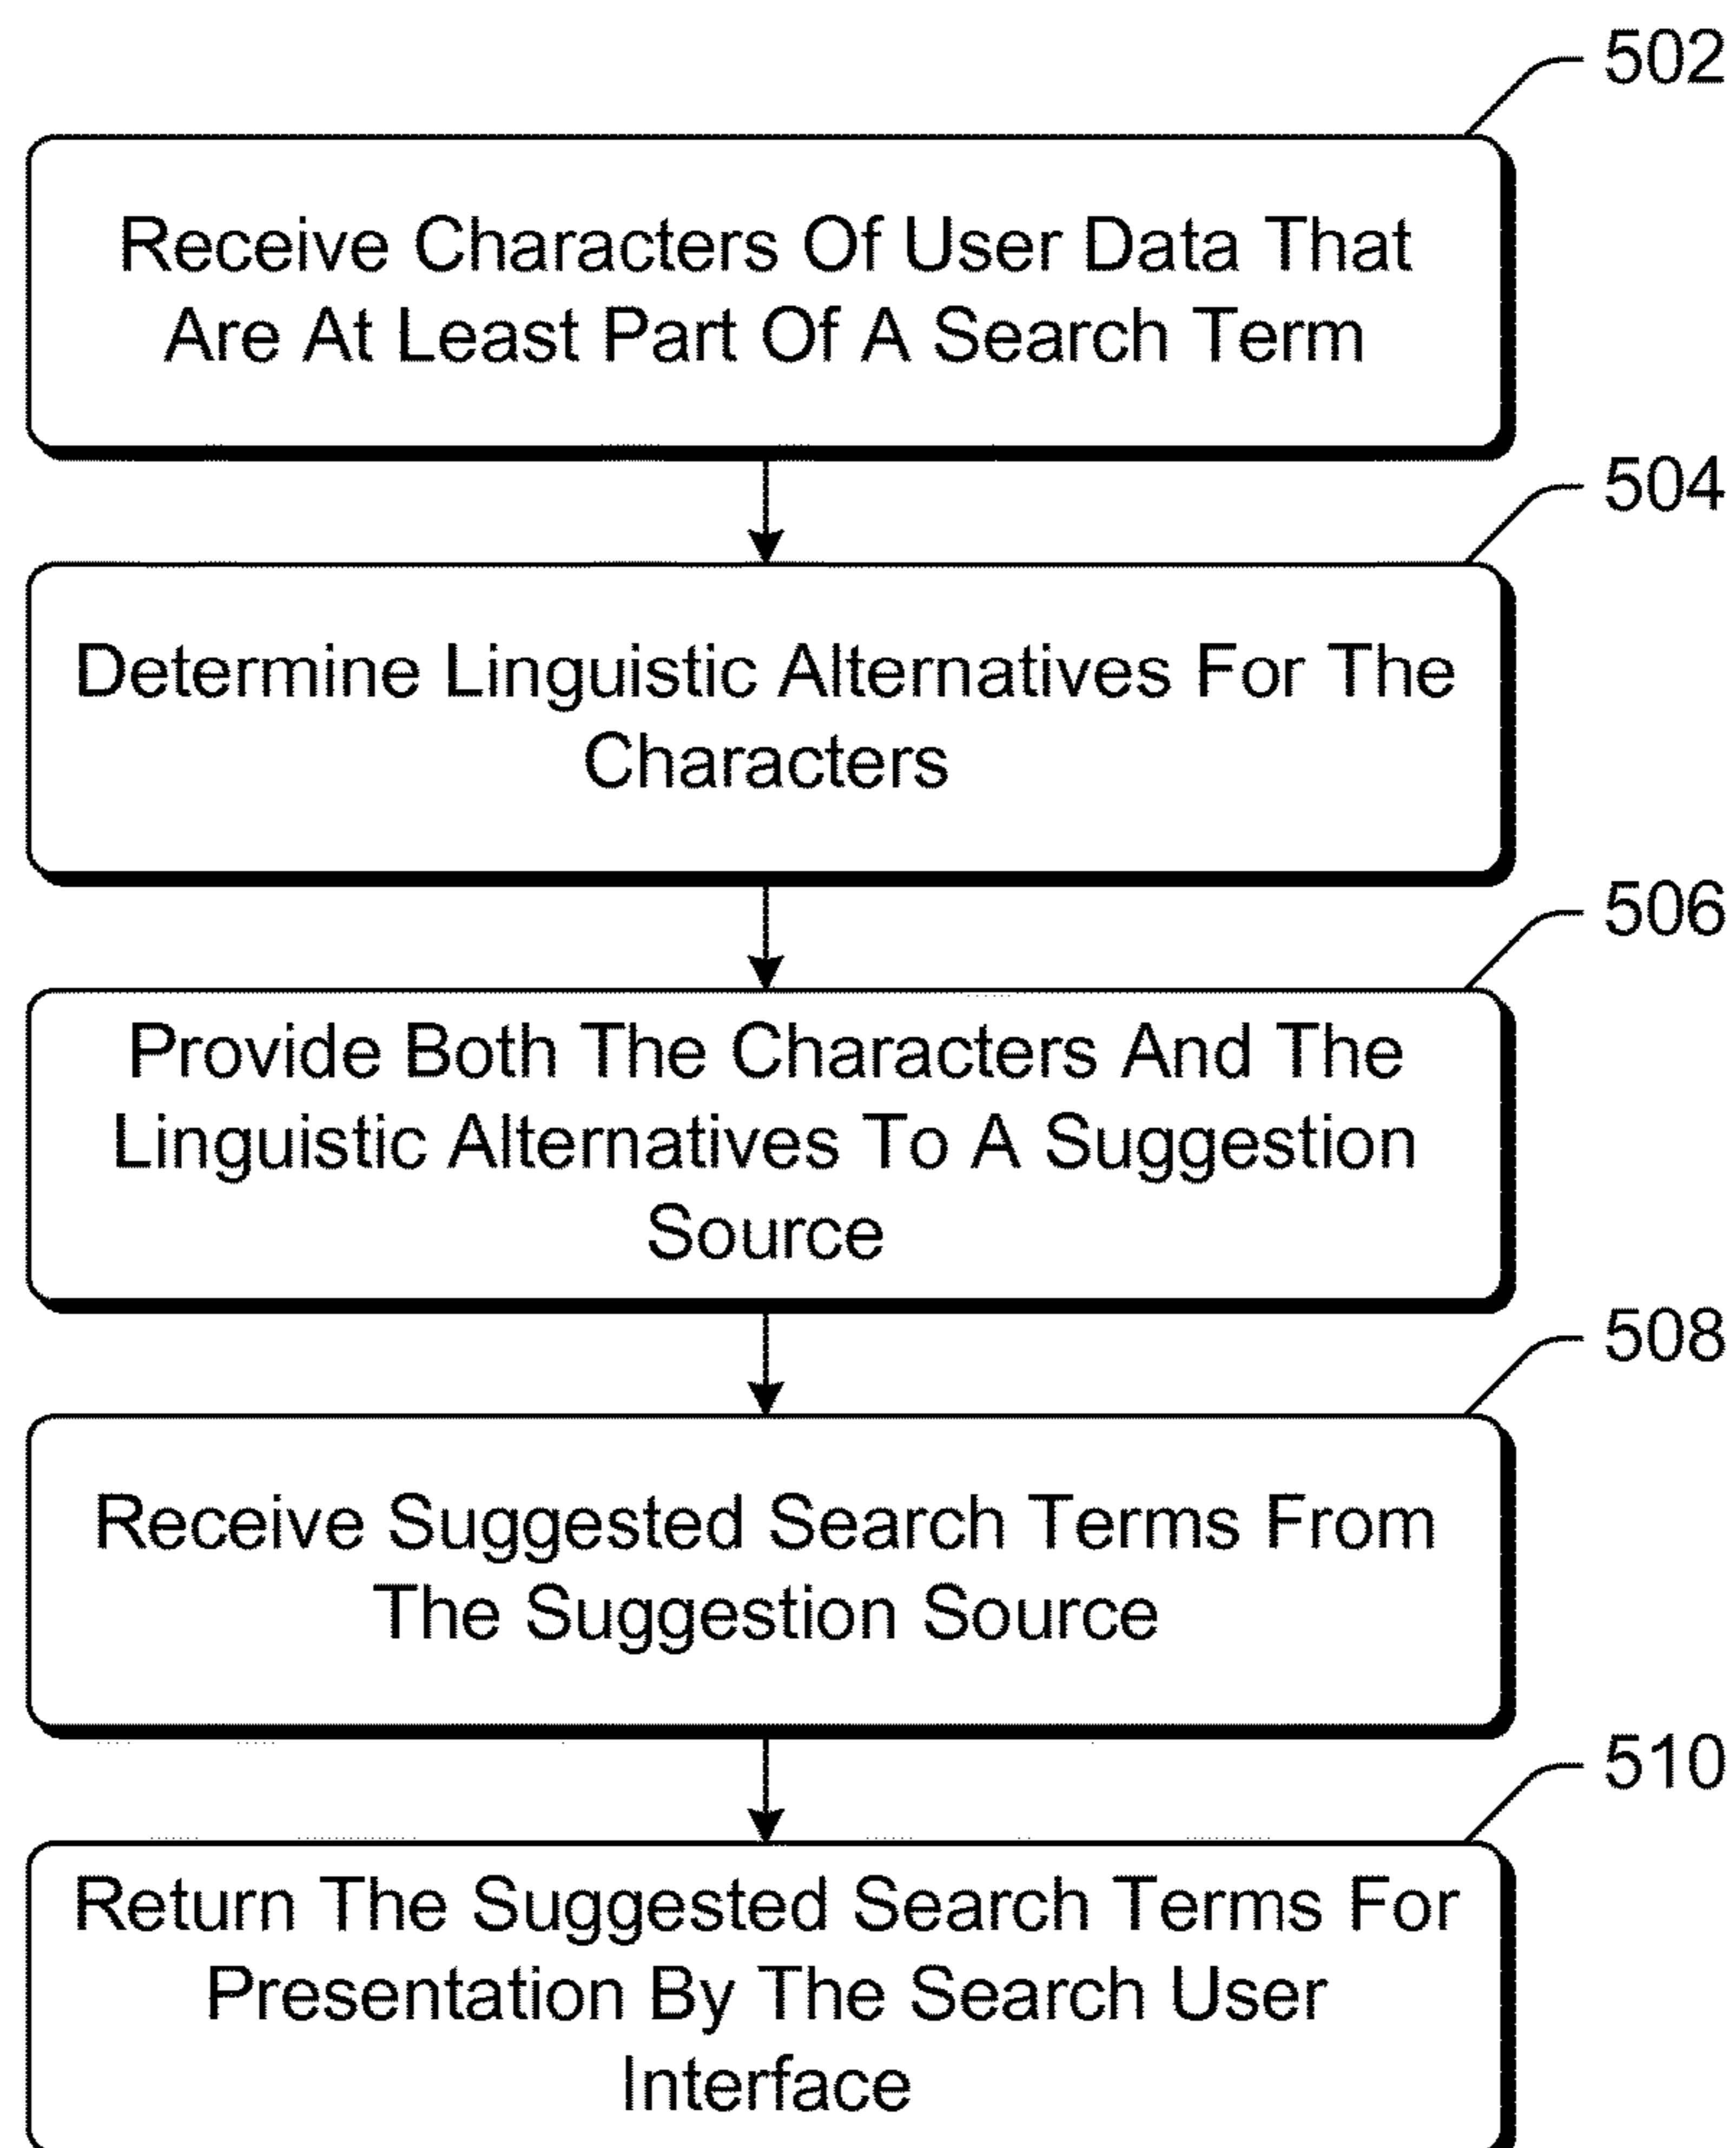 502
Receive Characters Of User Data That
Are At Least Part Of A Search Term
504
Determine Linguistic Alternatives For The
Characters
506
Provide Both The Characters And The
Linguistic Alternatives To A Suggestion
Source
508
Receive Suggested Search Terms From
The Suggestion Source
510
Return The Suggested Search Terms For
Presentation By The Search User
Interface